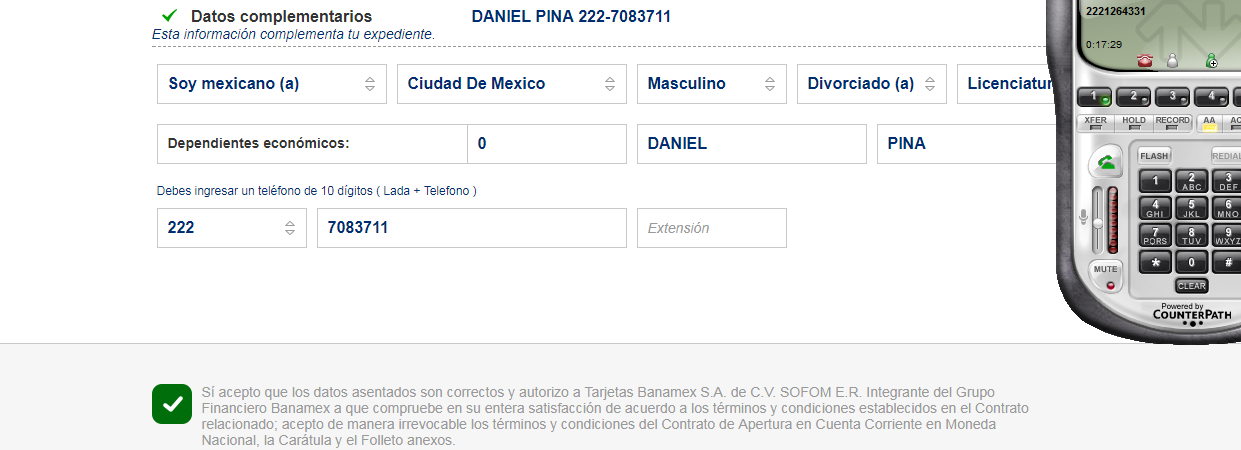 Datos complementarios DANIEL PINA 222-7083711
Esta información complementa tu expediente.
Soy mexicano (a) Ciudad De Mexico Masculino Divorciado (a) Licenciatur
Dependientes económicos: 0 DANIEL PINA
Debes ingresar un teléfono de 10 dígitos ( Lada + Telefono )
222 7083711 Extensión
2221264331
0:17:29
1 2 3 4
XFER HOLD RECORD AA AC
FLASH REDIAL
1 2 ABC 3 DEF
4 GHI 5 JKL 6 MNO
7 PQRS 8 TUV 9 WXYZ
* 0 #
MUTE
CLEAR
Powered by
COUNTERPATH
Sí acepto que los datos asentados son correctos y autorizo a Tarjetas Banamex S.A. de C.V. SOFOM E.R. Integrante del Grupo
Financiero Banamex a que compruebe en su entera satisfacción de acuerdo a los términos y condiciones establecidos en el Contrato
relacionado; acepto de manera irrevocable los términos y condiciones del Contrato de Apertura en Cuenta Corriente en Moneda
Nacional, la Carátula y el Folleto anexos.